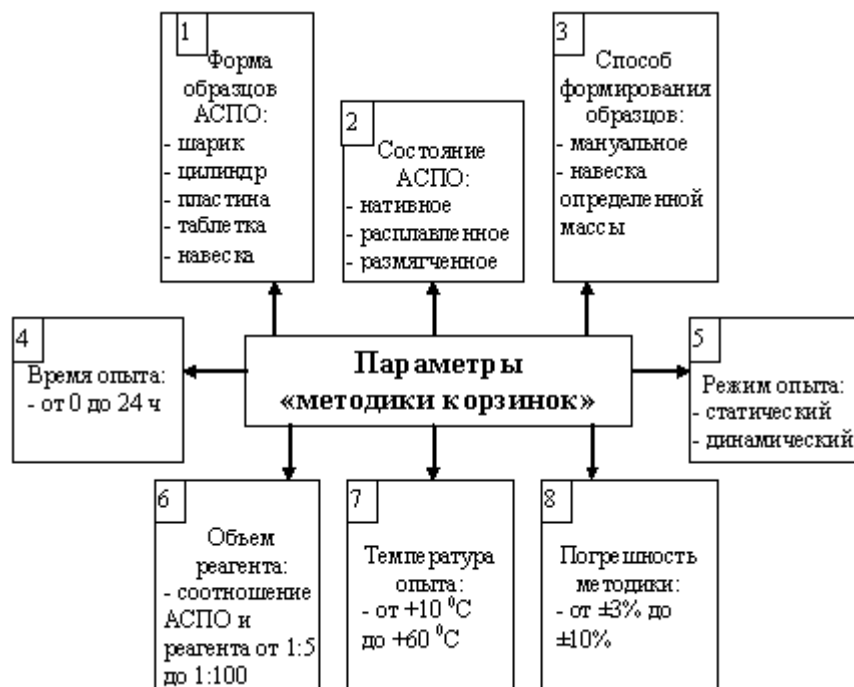 1
Форма
образцов
АСПО:
- шарик
- цилиндр
- пластина
- таблетка
- навеска
2
Состояние
АСПО:
- нативное
- расплавленное
- размягченное
3
Способ
формирования
образцов:
- мануальное
- навеска
определенной
массы
4
Время опыта:
- от 0 до 24 ч
Параметры
«методики корзинок»
5
Режим опыта:
- статический
- динамический
6
Объем
реагента:
- соотношение
АСПО и
реагента от 1:5
до 1:100
7
Температура
опыта:
- от +10 ⁰С
до +60 ⁰С
8
Погрешность
методики:
- от ±3% до
±10%